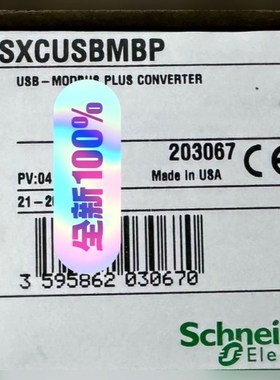 SXCUSBMBP
USB-MODBUS PLUS CONVERTER
203067
Made in USA
PV:04
21-2
全新100%
3 595862 030670
Schnei
Ele